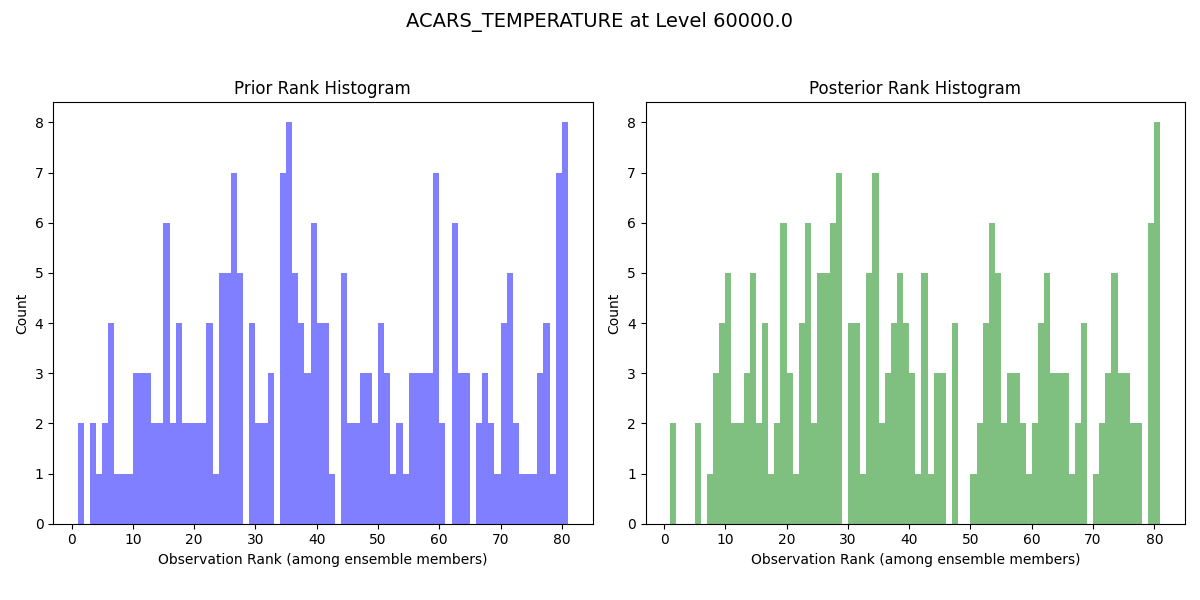 ACARS_TEMPERATURE at Level 60000.0
Prior Rank Histogram
8
7
6
5
4
3
2
1
0
Count
0 10 20 30 40 50 60 70 80
Observation Rank (among ensemble members)
Posterior Rank Histogram
8
7
6
5
4
3
2
1
0
Count
0 10 20 30 40 50 60 70 80
Observation Rank (among ensemble members)